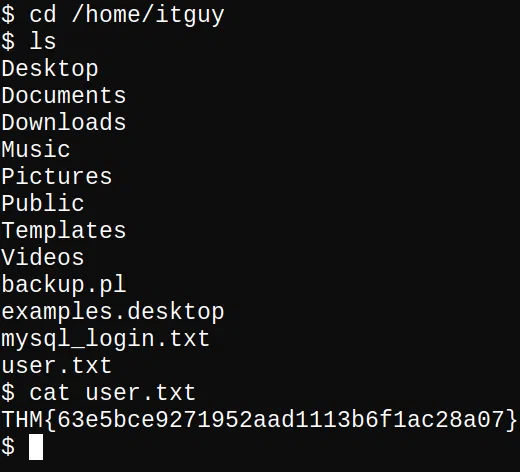 $ cd /home/itguy
$ ls
Desktop
Documents
Downloads
Music
Pictures
Public
Templates
Videos
backup.pl
examples.desktop
mysql_login.txt
user.txt
$ cat user.txt
THM{63e5bce9271952aad1113b6f1ac28a07}
$